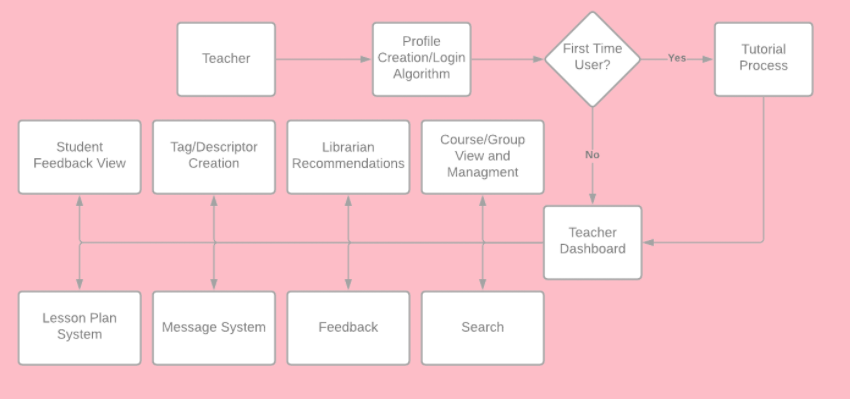 Teacher
Profile
Creation/Login
Algorithm
First Time
User?
Yes
Tutorial
Process
Student
Feedback View
Tag/Descriptor
Creation
Librarian
Recommendations
Course/Group
View and
Managment
No
Teacher
Dashboard
Lesson Plan
System
Message System
Feedback
Search